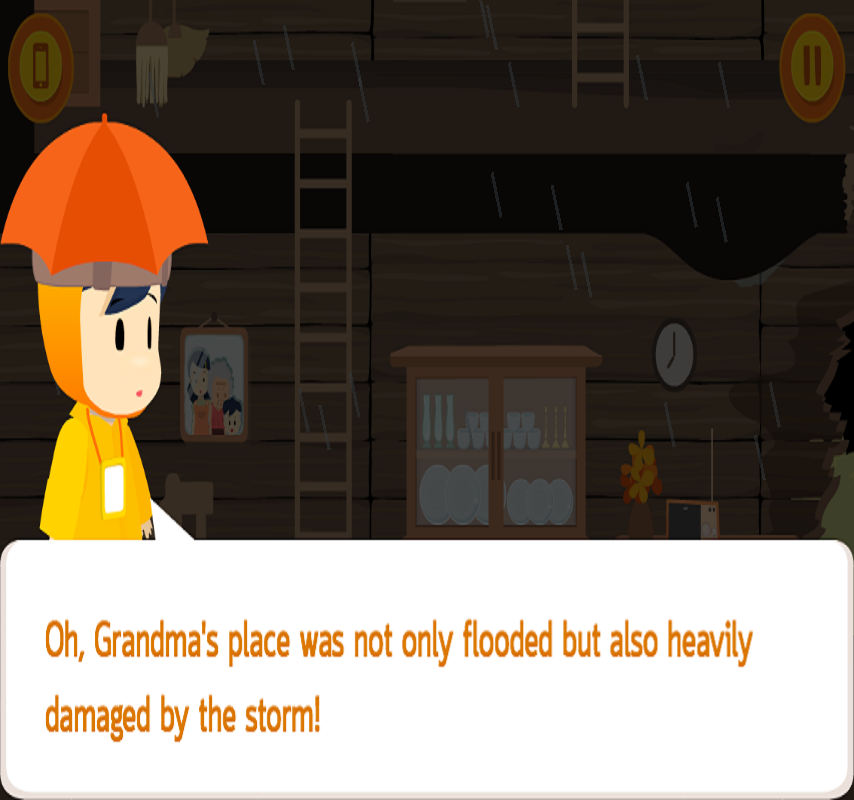 Oh, Grandma's place was not only flooded but also heavily
damaged by the storm!